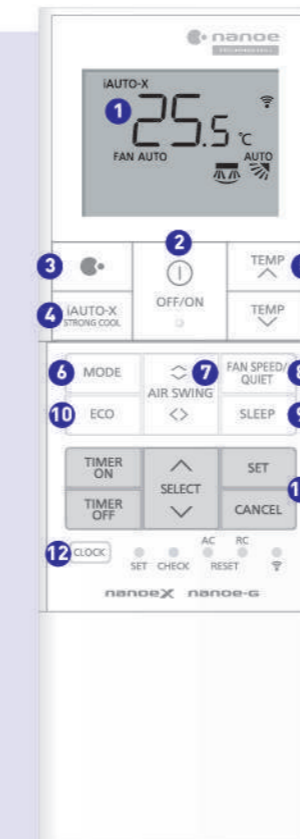 nanoe
iAUTO-X
1 25.5 °C
FAN AUTO AUTO
2
3 TEMP
OFF/ON
4 iAUTO-X TEMP
STRONG COOL
6 MODE 7 FAN SPEED/ 8
QUIET
AIR SWING
10 ECO SLEEP 9
TIMER SET
ON
SELECT
TIMER CANCEL
OFF
12 CLOCK AC RC
SET CHECK RESET
nanoeX nanoe-G